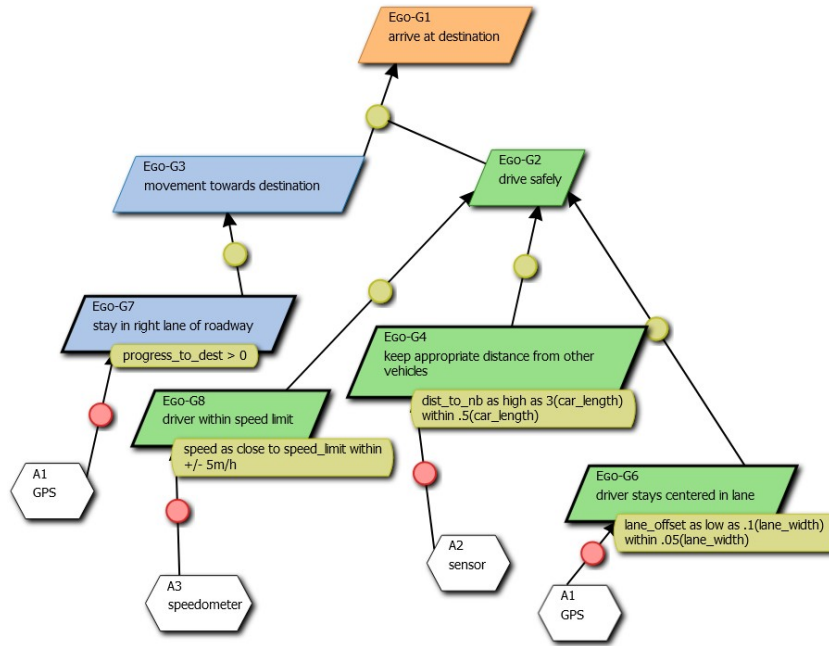 Ego-G1
arrive at destination
Ego-G3
movement towards destination
Ego-G2
drive safely
Ego-G7
stay in right lane of roadway
progress_to_dest > 0
Ego-G4
keep appropriate distance from other
vehicles
dist_to_nb as high as 3(car_length)
within .5(car_length)
Ego-G8
driver within speed limit
speed as close to speed_limit within
+/- 5m/h
A1
GPS
Ego-G6
driver stays centered in lane
lane_offset as low as .1(lane_width)
within .05(lane_width)
A2
sensor
A3
speedometer
A1
GPS